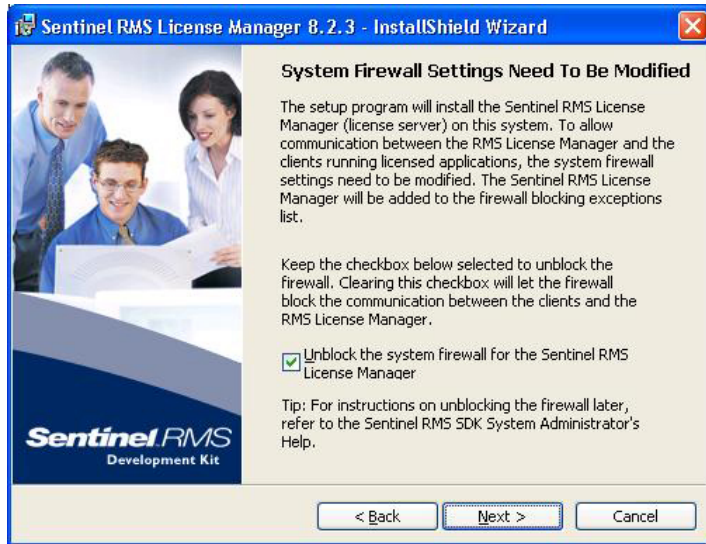 Sentinel RMS License Manager 8.2.3 - InstallShield Wizard
System Firewall Settings Need To Be Modified
The setup program will install the Sentinel RMS License
Manager (license server) on this system. To allow
communication between the RMS License Manager and the
clients running licensed applications, the system firewall
settings need to be modified. The Sentinel RMS License
Manager will be added to the firewall blocking exceptions
list.
Keep the checkbox below selected to unblock the
firewall. Clearing this checkbox will let the firewall
block the communication between the clients and the
RMS License Manager.
Unblock the system firewall for the Sentinel RMS
License Manager
Tip: For instructions on unblocking the firewall later,
refer to the Sentinel RMS SDK System Administrator's
Help.
Sentinel RMS
Development Kit
< Back
Next >
Cancel